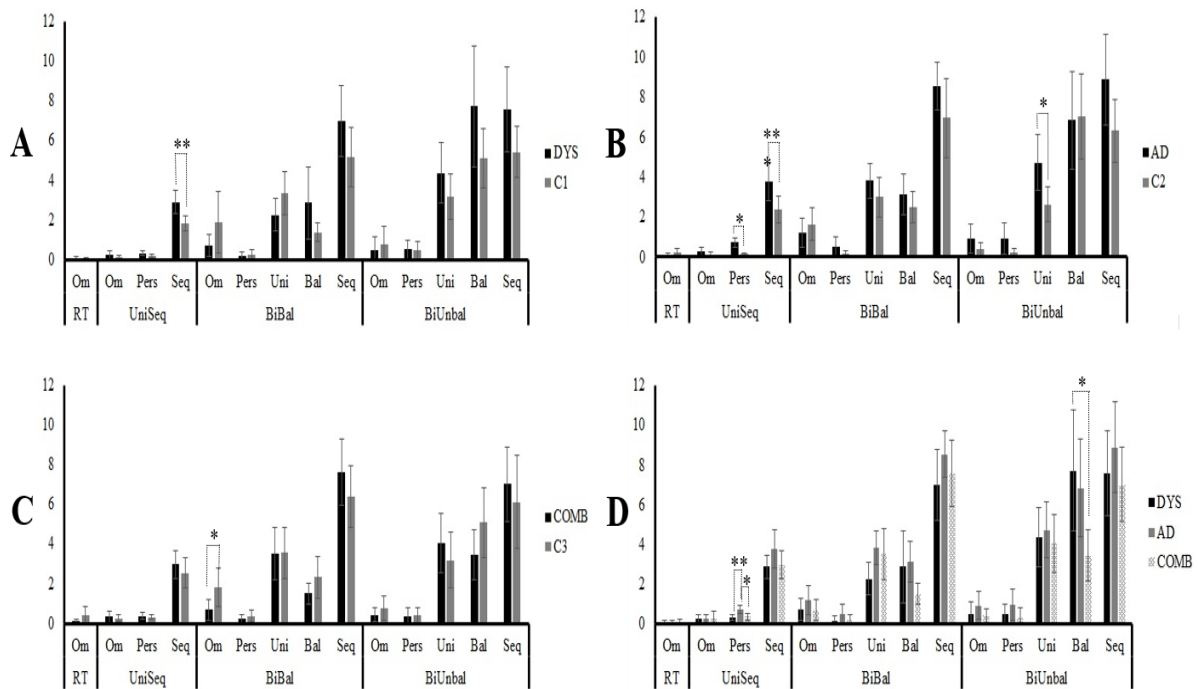 A
12
10
8
6
4
2
0
**
DYS
C1
Om Om Pers Seq Om Pers Uni Bal Seq Om Pers Uni Bal Seq
RT UniSeq BiBal BiUnbal
B
12
10
8
6
4
2
0
*
**
*
*
AD
C2
Om Om Pers Seq Om Pers Uni Bal Seq Om Pers Uni Bal Seq
RT UniSeq BiBal BiUnbal
C
12
10
8
6
4
2
0
*
COMB
C3
Om Om Pers Seq Om Pers Uni Bal Seq Om Pers Uni Bal Seq
RT UniSeq BiBal BiUnbal
D
12
10
8
6
4
2
0
**
*
*
DYS
AD
COMB
Om Om Pers Seq Om Pers Uni Bal Seq Om Pers Uni Bal Seq
RT UniSeq BiBal BiUnbal